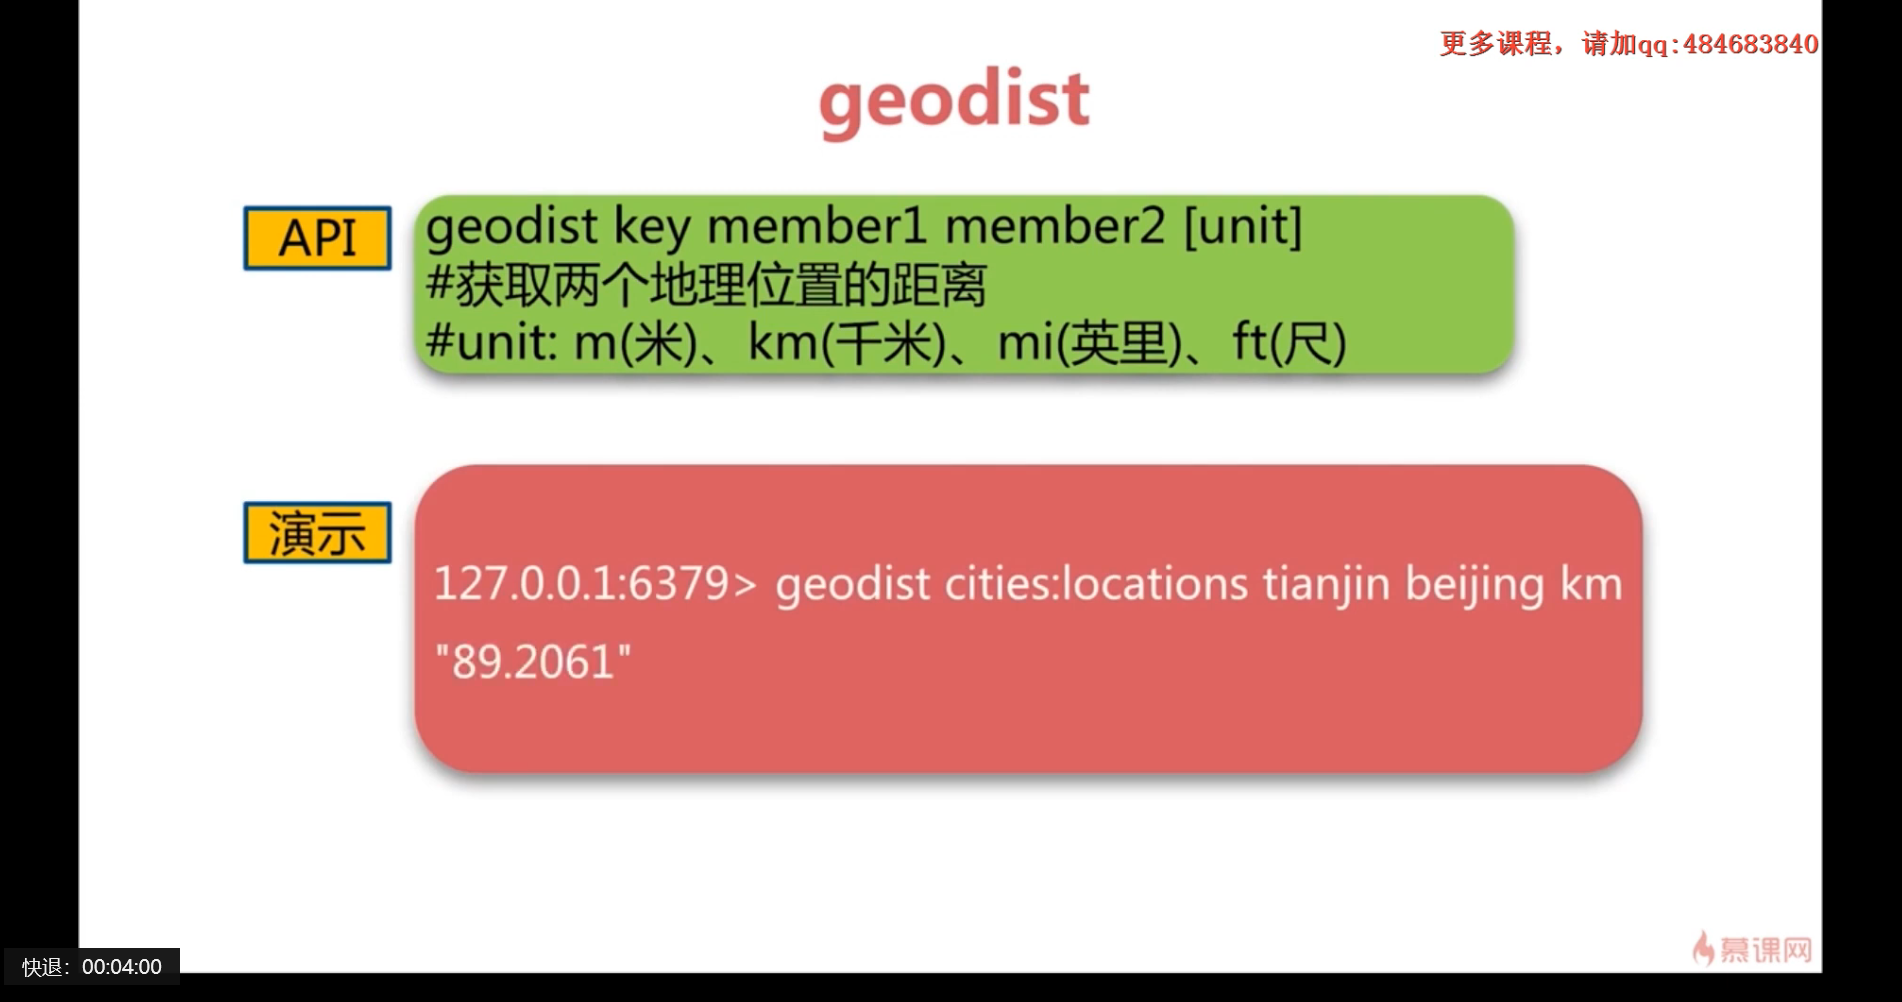 更多课程，请加qq:484683840
geodist
API
geodist key member1 member2 [unit]
#获取两个地理位置的距离
#unit: m(米)、km(千米)、mi(英里)、ft(尺)
演示
127.0.0.1:6379> geodist cities:locations tianjin beijing km
"89.2061"
慕课网
快退：00:04:00